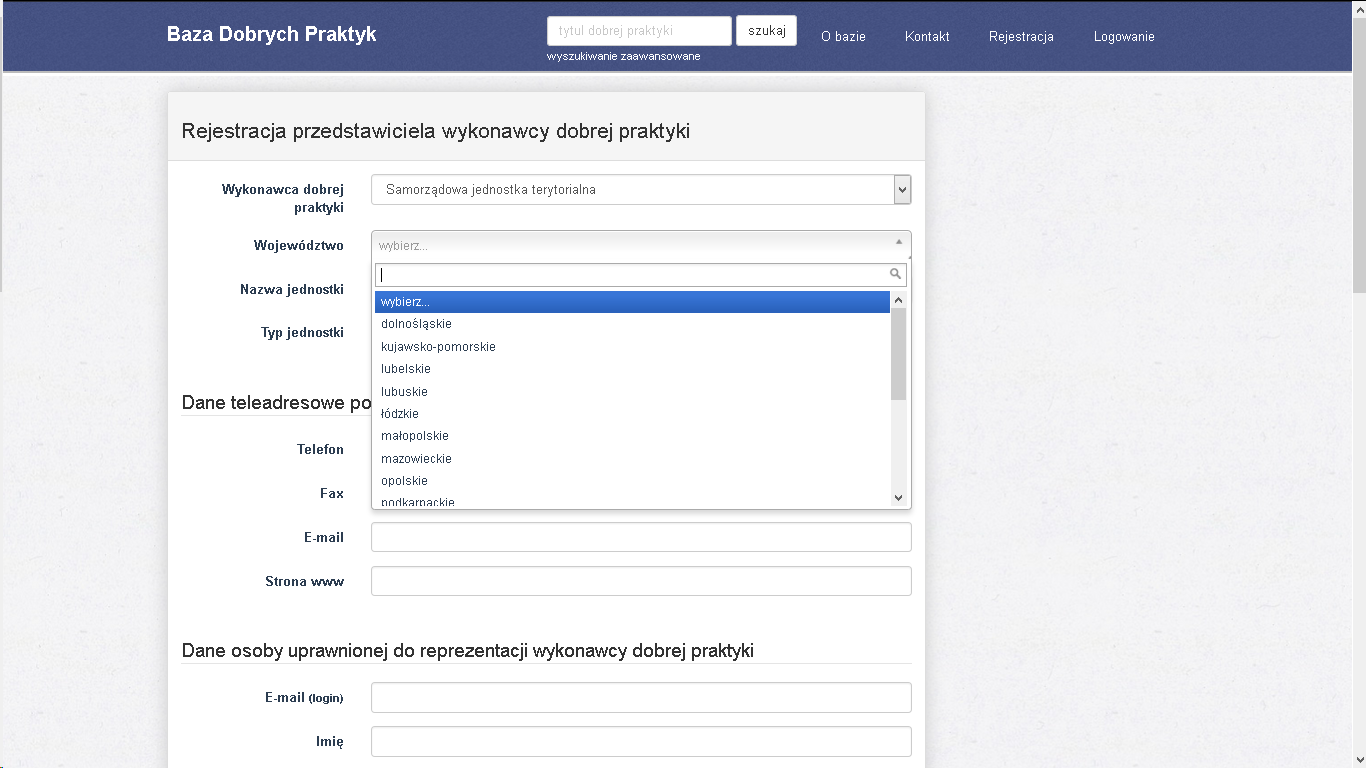 Baza Dobrych Praktyk
tytuł dobrej praktyki
szukaj
O bazie
Kontakt
Rejestracja
Logowanie
wyszukiwanie zaawansowane
Rejestracja przedstawiciela wykonawcy dobrej praktyki
Wykonawca dobrej
praktyki
Samorządowa jednostka terytorialna
Województwo
wybierz...
wybierz...
dolnośląskie
kujawsko-pomorskie
lubelskie
lubuskie
łódzkie
małopolskie
mazowieckie
opolskie
podkarpackie
Nazwa jednostki
Typ jednostki
Dane teleadresowe po
Telefon
Fax
E-mail
Strona www
Dane osoby uprawnionej do reprezentacji wykonawcy dobrej praktyki
E-mail (login)
Imię